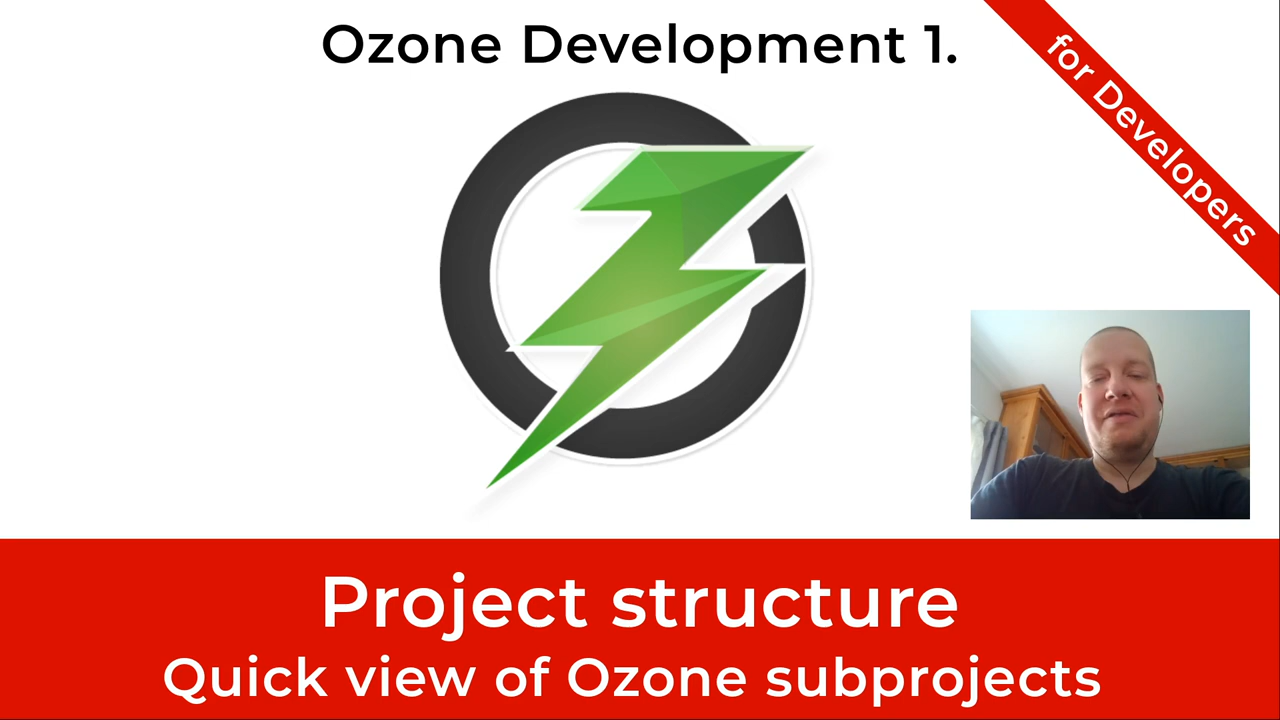 Ozone Development 1.
for Developers
Project structure
Quick view of Ozone subprojects